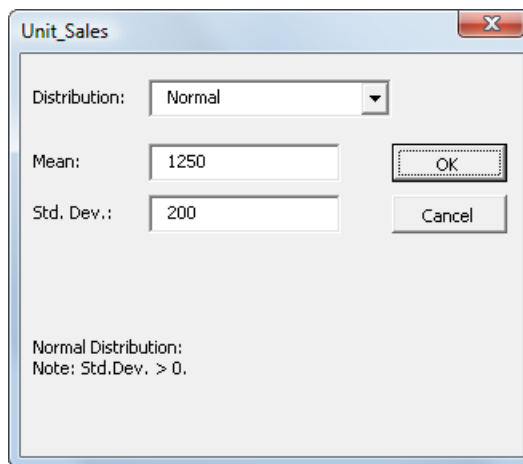 Unit_Sales
Distribution: Normal
Mean: 1250
OK
Std. Dev.: 200
Cancel
Normal Distribution:
Note: Std.Dev. > 0.